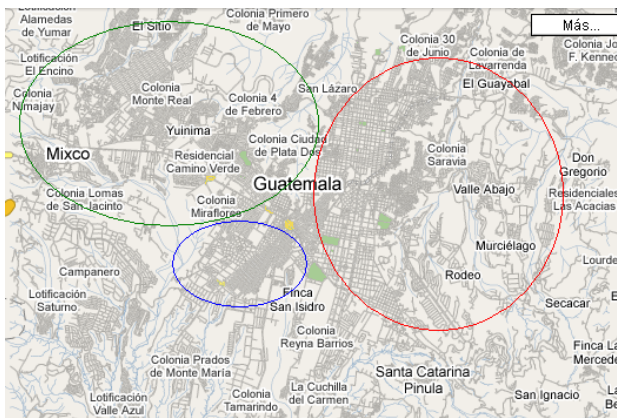 Lotificación
Alamedas
de Yumar
El Sitio
Colonia Primero
de Mayo
Más...
Colonia 30
de Junio
Colonia de
Lavarrenda
Colonia Jo
F. Kenned
Lotificación
El Encino
Colonia
Monte Real
San Lázaro
El Guayabal
Colonia
Nimajay
Colonia 4
de Febrero
Yuinima
Colonia Ciudad
de Plata Dos
Mixco
Residencial
Camino Verde
Colonia
Saravia
Don
Gregorio
Guatemala
Valle Abajo
Residenciales
Las Acacias
Colonia Lomas
de San Jacinto
Colonia
Miraflores
Murciélago
Campanero
Rodeo
Lourde
Lotificación
Saturno
Finca
San Isidro
Secacar
E
Colonia
Reyna Barrios
Finca La
Mercede
Colonia Prados
de Monte María
Santa Catarina
Pinula
La Cuchilla
del Carmen
San Ignacio
La
Be
Lotificación
Valle Azul
Colonia
Tamarindo